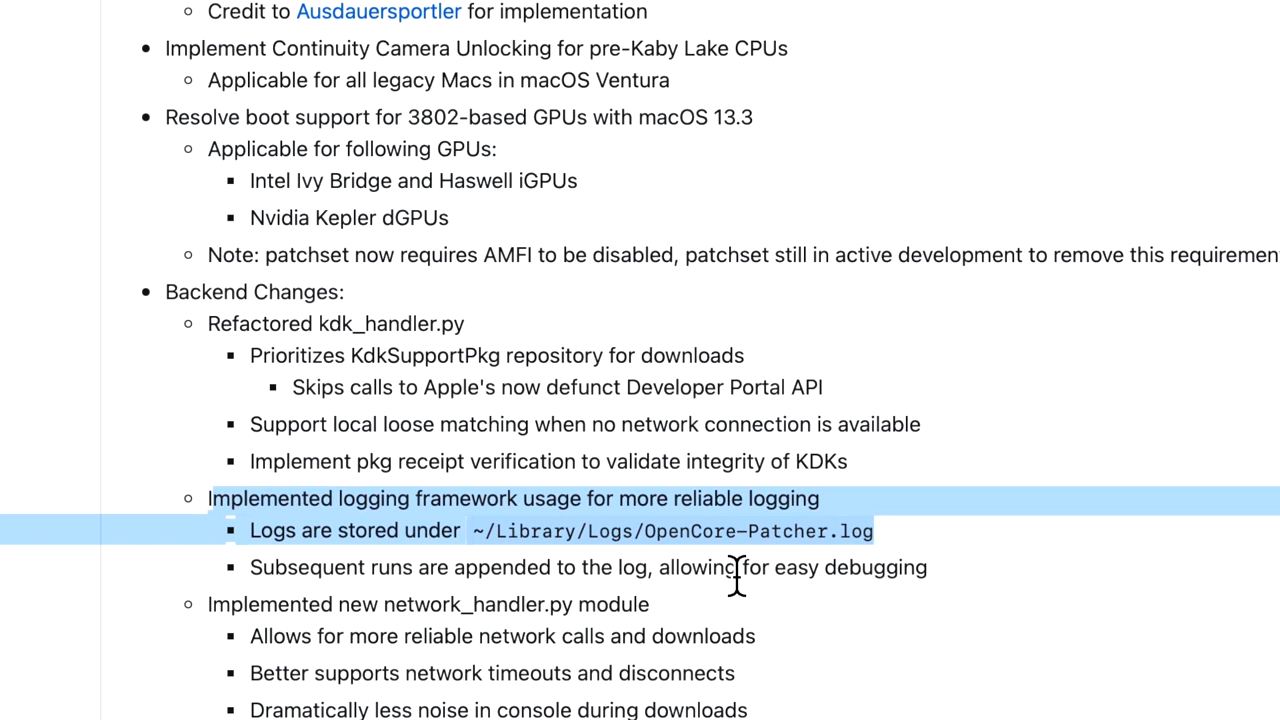 Credit to Ausdauersportler for implementation
Implement Continuity Camera Unlocking for pre-Kaby Lake CPUs
Applicable for all legacy Macs in macOS Ventura
Resolve boot support for 3802-based GPUs with macOS 13.3
Applicable for following GPUs:
Intel Ivy Bridge and Haswell iGPUs
Nvidia Kepler dGPUs
Note: patchset now requires AMFI to be disabled, patchset still in active development to remove this requiremen
Backend Changes:
Refactored kdk_handler.py
Prioritizes KdkSupportPkg repository for downloads
Skips calls to Apple's now defunct Developer Portal API
Support local loose matching when no network connection is available
Implement pkg receipt verification to validate integrity of KDKs
Implemented logging framework usage for more reliable logging
Logs are stored under ~/Library/Logs/OpenCore-Patcher.log
Subsequent runs are appended to the log, allowing for easy debugging
Implemented new network_handler.py module
Allows for more reliable network calls and downloads
Better supports network timeouts and disconnects
Dramatically less noise in console during downloads